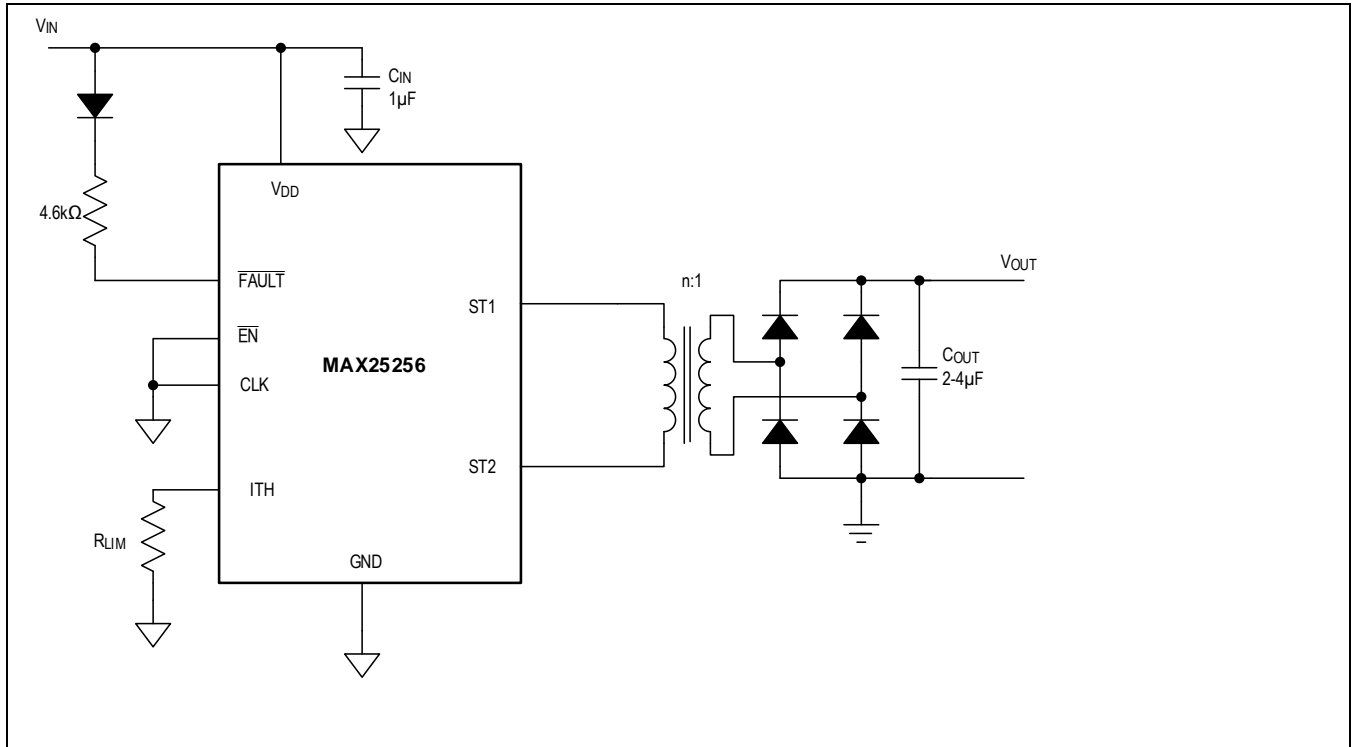 VIN
CIN
1µF
VDD
4.6kΩ
FAULT
EN
CLK
ITH
RLIM
MAX25256
GND
ST1
ST2
n:1
VOUT
COUT
2-4µF